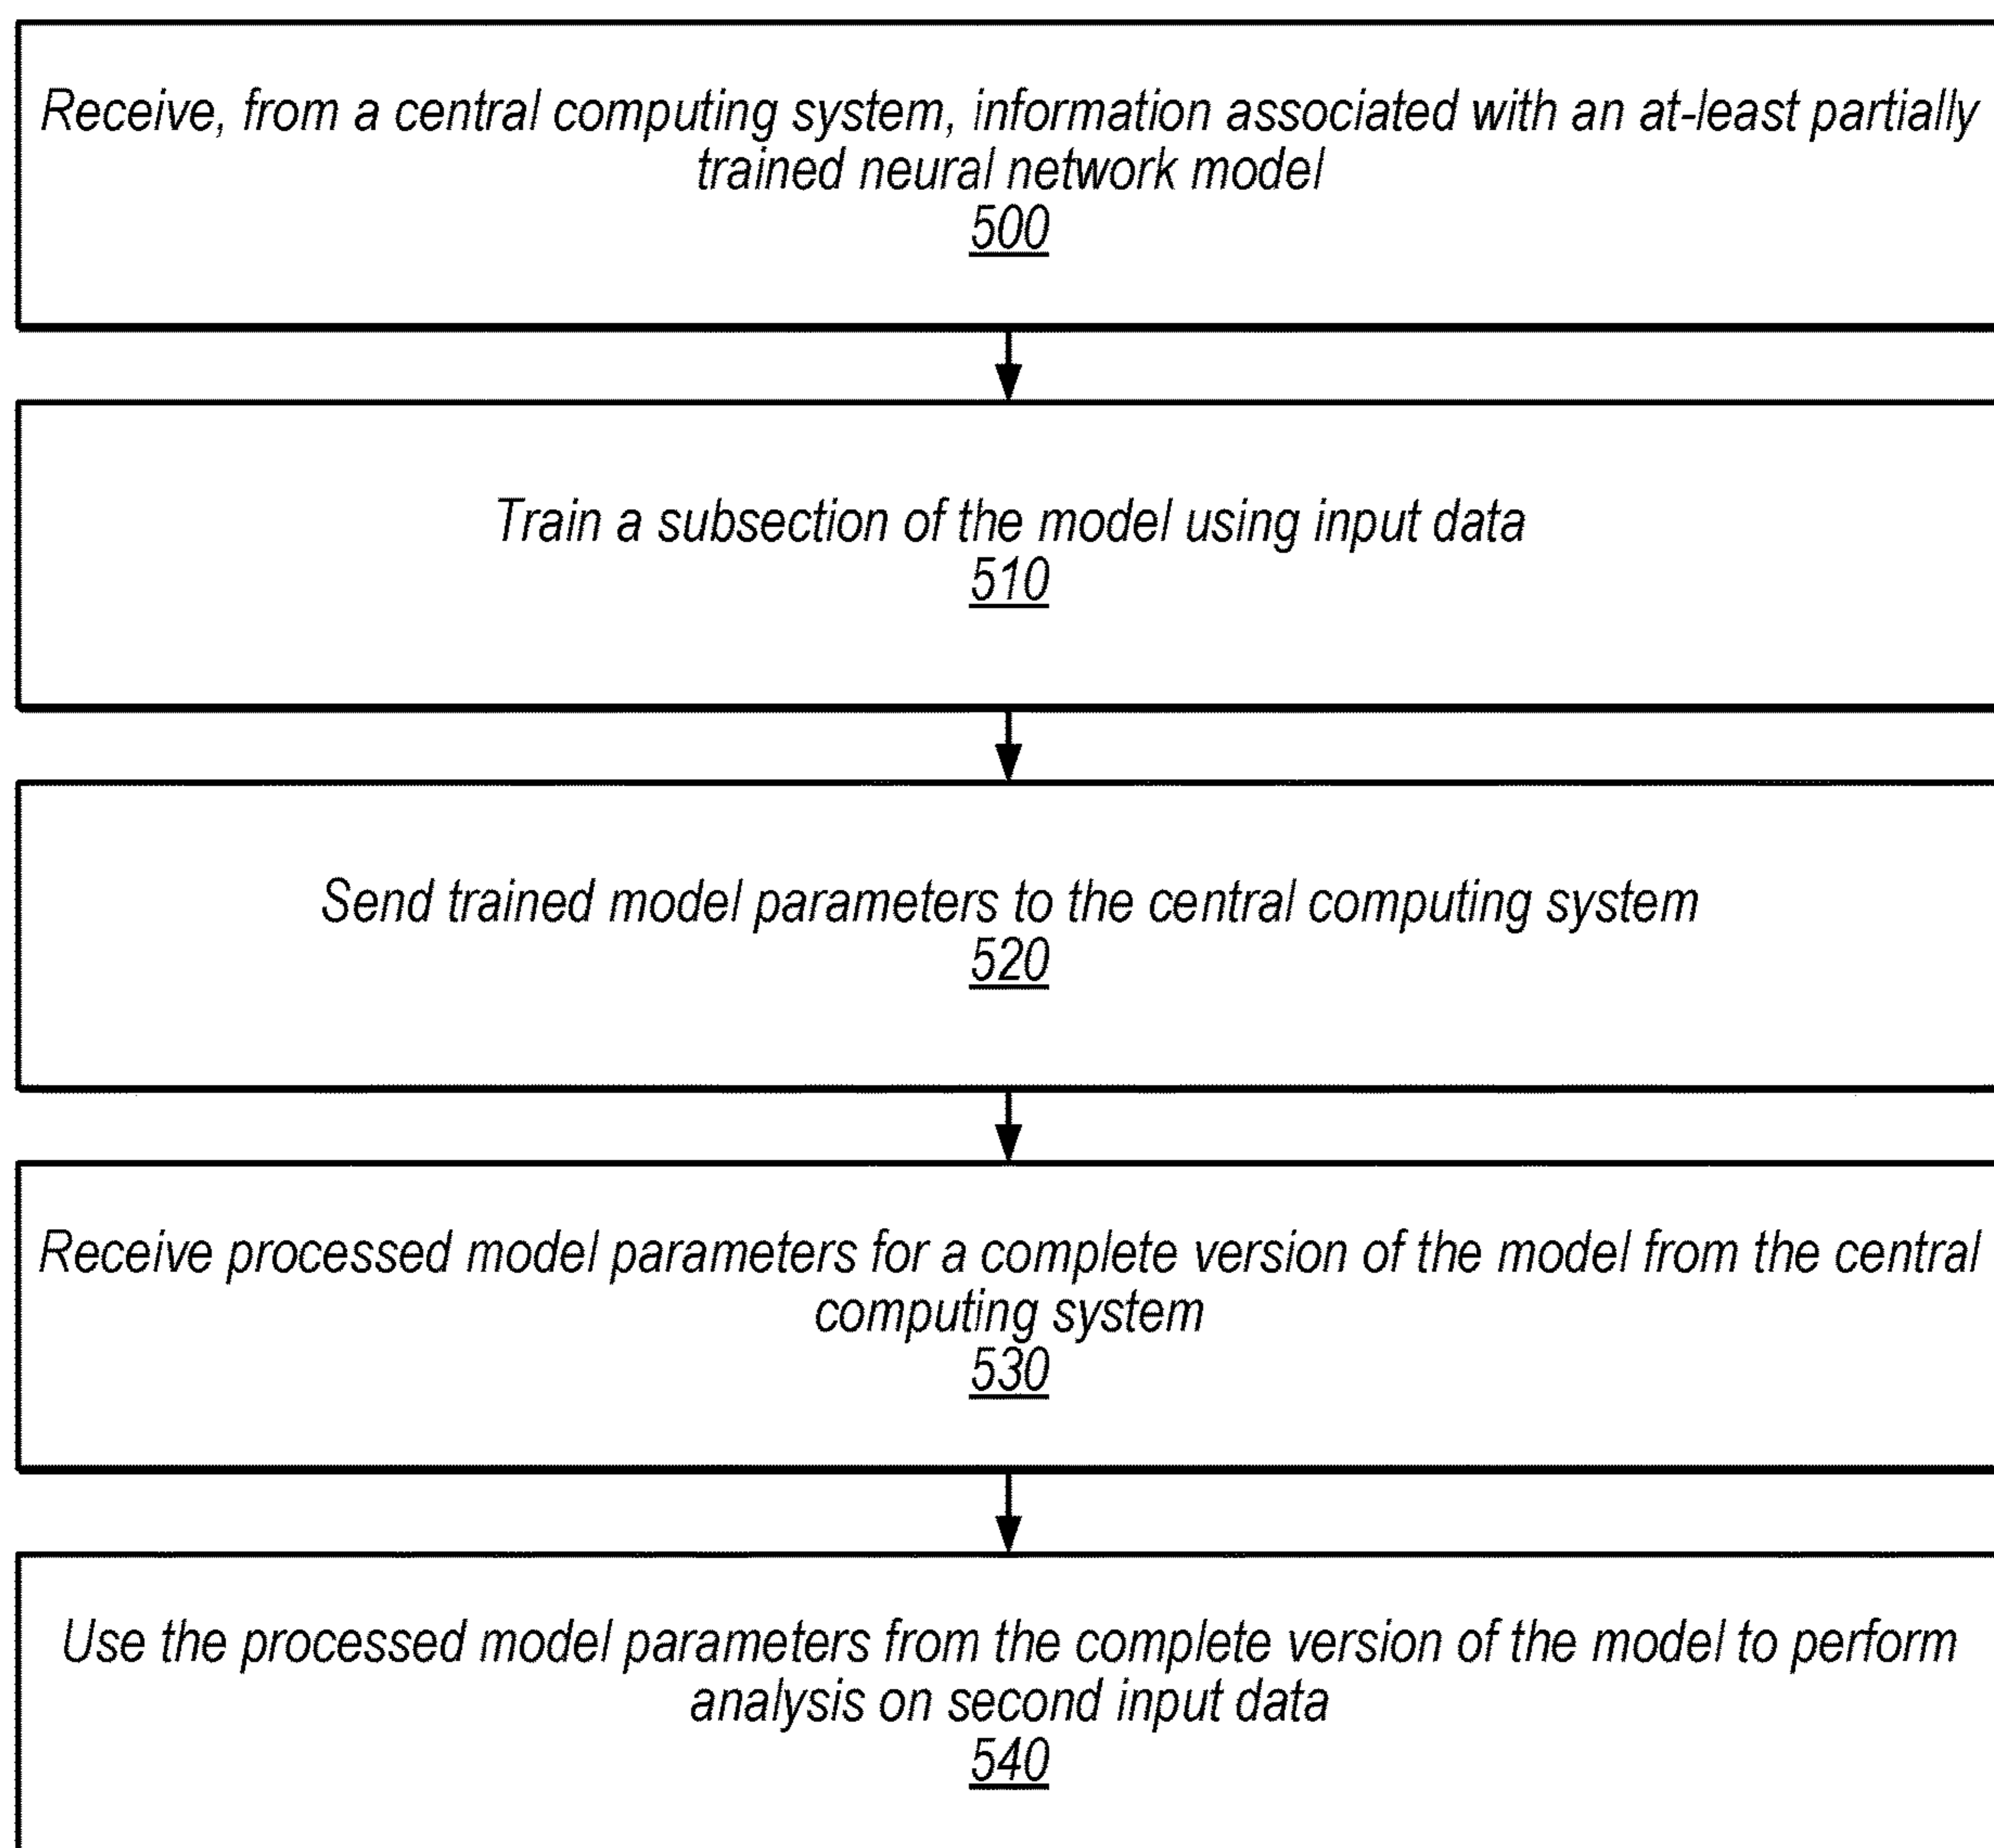 Receive, from a central computing system, information associated with an at-least partially
trained neural network model
500
Train a subsection of the model using input data
510
Send trained model parameters to the central computing system
520
Receive processed model parameters for a complete version of the model from the central
computing system
530
Use the processed model parameters from the complete version of the model to perform
analysis on second input data
540